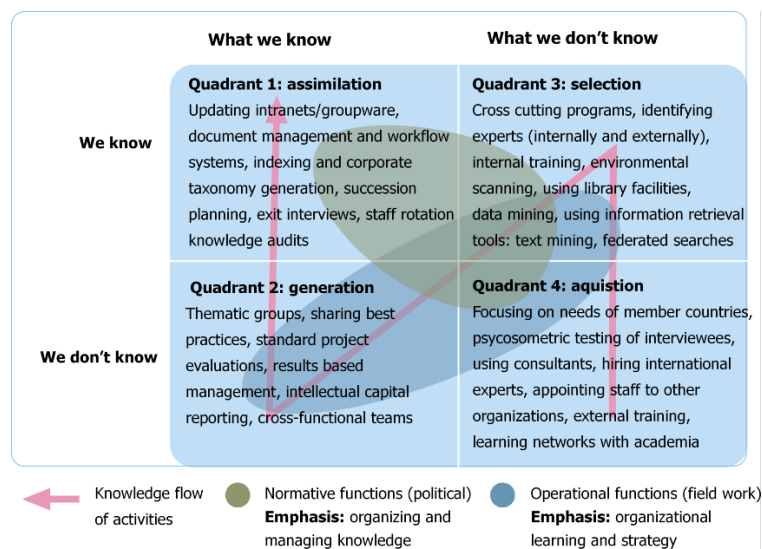 What we know
What we don’t know
We know
Quadrant 1: assimilation
Updating intranets/groupware,
document management and workflow
systems, indexing and corporate
taxonomy generation, succession
planning, exit interviews, staff rotation
knowledge audits
Quadrant 3: selection
Cross cutting programs, identifying
experts (internally and externally),
internal training, environmental
scanning, using library facilities,
data mining, using information retrieval
tools: text mining, federated searches
We don’t know
Quadrant 2: generation
Thematic groups, sharing best
practices, standard project
evaluations, results based
management, intellectual capital
reporting, cross-functional teams
Quadrant 4: aquistion
Focusing on needs of member countries,
psycosometric testing of interviewees,
using consultants, hiring international
experts, appointing staff to other
organizations, external training,
learning networks with academia
Knowledge flow
of activities
Normative functions (political)
Emphasis: organizing and
managing knowledge
Operational functions (field work)
Emphasis: organizational
learning and strategy